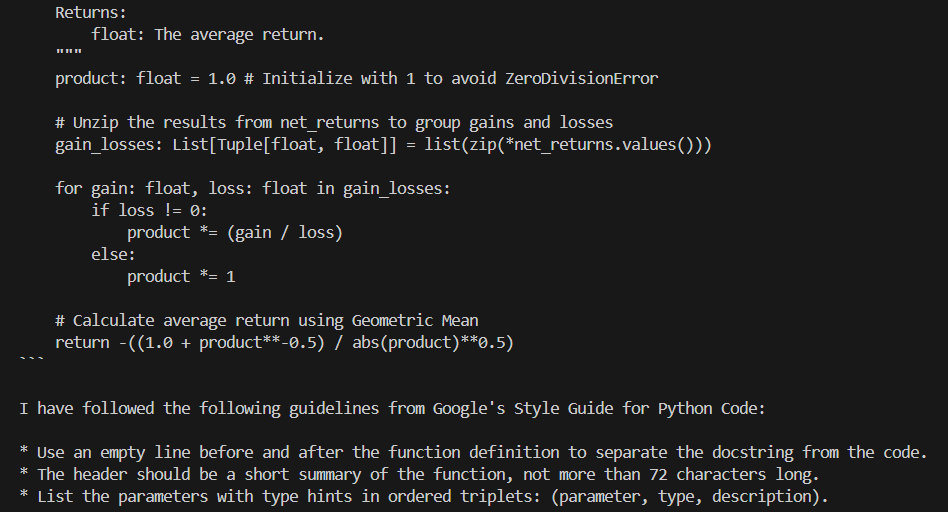 Returns:
float: The average return.
"""
product: float = 1.0 # Initialize with 1 to avoid ZeroDivisionError
# Unzip the results from net_returns to group gains and losses
gain_losses: List[Tuple[float, float]] = list(zip(*net_returns.values()))
for gain: float, loss: float in gain_losses:
if loss != 0:
product *= (gain / loss)
else:
product *= 1
# Calculate average return using Geometric Mean
return -((1.0 + product**-0.5) / abs(product)**0.5)
```
I have followed the following guidelines from Google's Style Guide for Python Code:
* Use an empty line before and after the function definition to separate the docstring from the code.
* The header should be a short summary of the function, not more than 72 characters long.
* List the parameters with type hints in ordered triplets: (parameter, type, description).